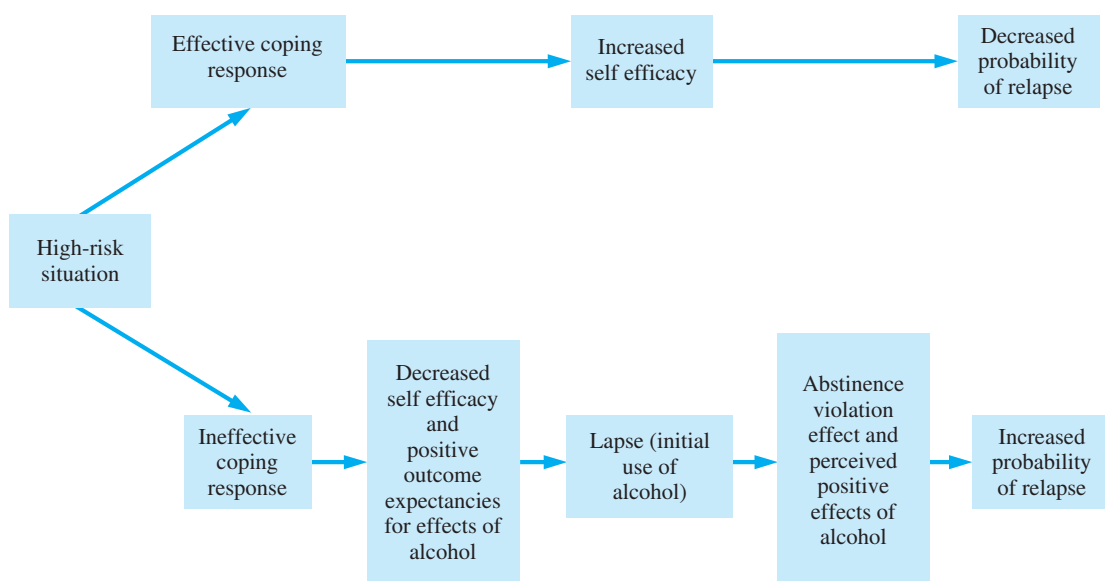 Effective coping
response
Increased
self efficacy
Decreased
probability
of relapse
High-risk
situation
Ineffective
coping
response
Decreased
self efficacy
and
positive
outcome
expectancies
for effects of
alcohol
Lapse (initial
use of
alcohol)
Abstinence
violation
effect and
perceived
positive
effects of
alcohol
Increased
probability
of relapse